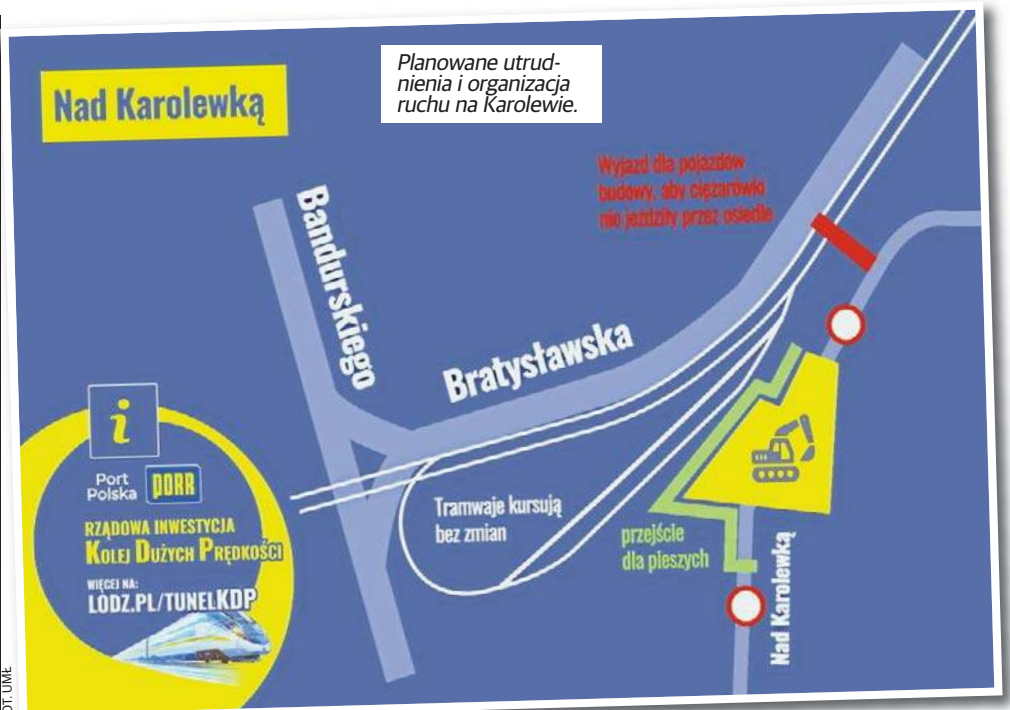 Nad Karolewką
Planowane utrud-
nienia i organizacja
ruchu na Karolewie.
Wyjazd dla pojazdów
budowy, aby ciężarówki
nie jeździły przez osiedle
Bandurskiego
Bratysławska
Tramwaje kursują
bez zmian
przejście
dla pieszych
Nad Karolewką
i
Port
Polska
PORR
RZĄDOWA INWESTYCJA
KOLEJ DUŻYCH PRĘDKOŚCI
WIĘCEJ NA:
LODZ.PL/TUNELKDP
OT. UMŁ